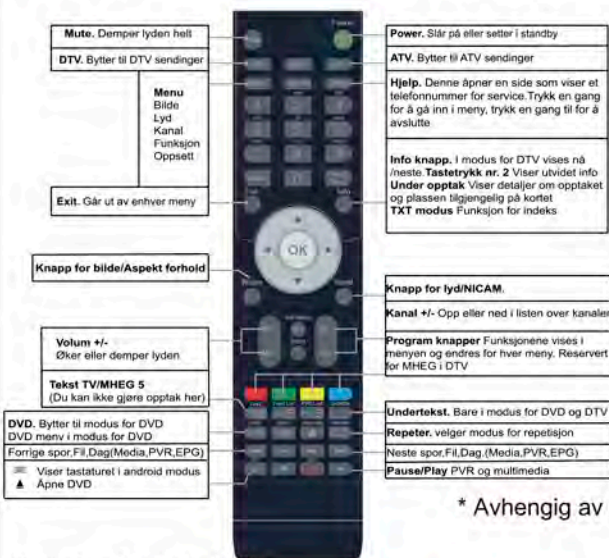 Power
Mute. Demper lyden helt
DTV. Bytter til DTV sendinger
Menu
Bilde
Lyd
Kanal
Funksjon
Oppsett
Exit. Går ut av enhver meny
Knapp for bilde/Aspekt forhold
Volum +/-
Øker eller demper lyden
Tekst TV/MHEG 5
(Du kan ikke gjøre opptak her)
DVD. Bytter til modus for DVD
DVD menv i modus for DVD
Forrige spor,Fil,Dag(Media,PVR,EPG)
Viser tastaturet i android modus
▲ Åpne DVD
OK
Power. Slår på eller setter i standby
ATV. Bytter til ATV sendinger
Hjelp. Denne åpner en side som viser et
telefonnummer for service.Trykk en gang
for å gå inn i meny, trykk en gang til for å
avslutte
Info knapp. I modus for DTV vises nå
/neste.Tastetrykk nr. 2 Viser utvidet info
Under opptak Viser detaljer om opptaket
og plassen tilgjengelig på kortet
TXT modus Funksjon for indeks
Knapp for lyd/NICAM.
Kanal +/- Opp eller ned i listen over kanaler
Program knapper Funksjonene vises i
menyen og endres for hver meny. Reservert
for MHEG i DTV
Undertekst. Bare i modus for DVD og DTV
Repeter. velger modus for repetisjon
Neste spor,Fil,Dag.(Media,PVR,EPG)
Pause/Play PVR og multimedia
* Avhengig av